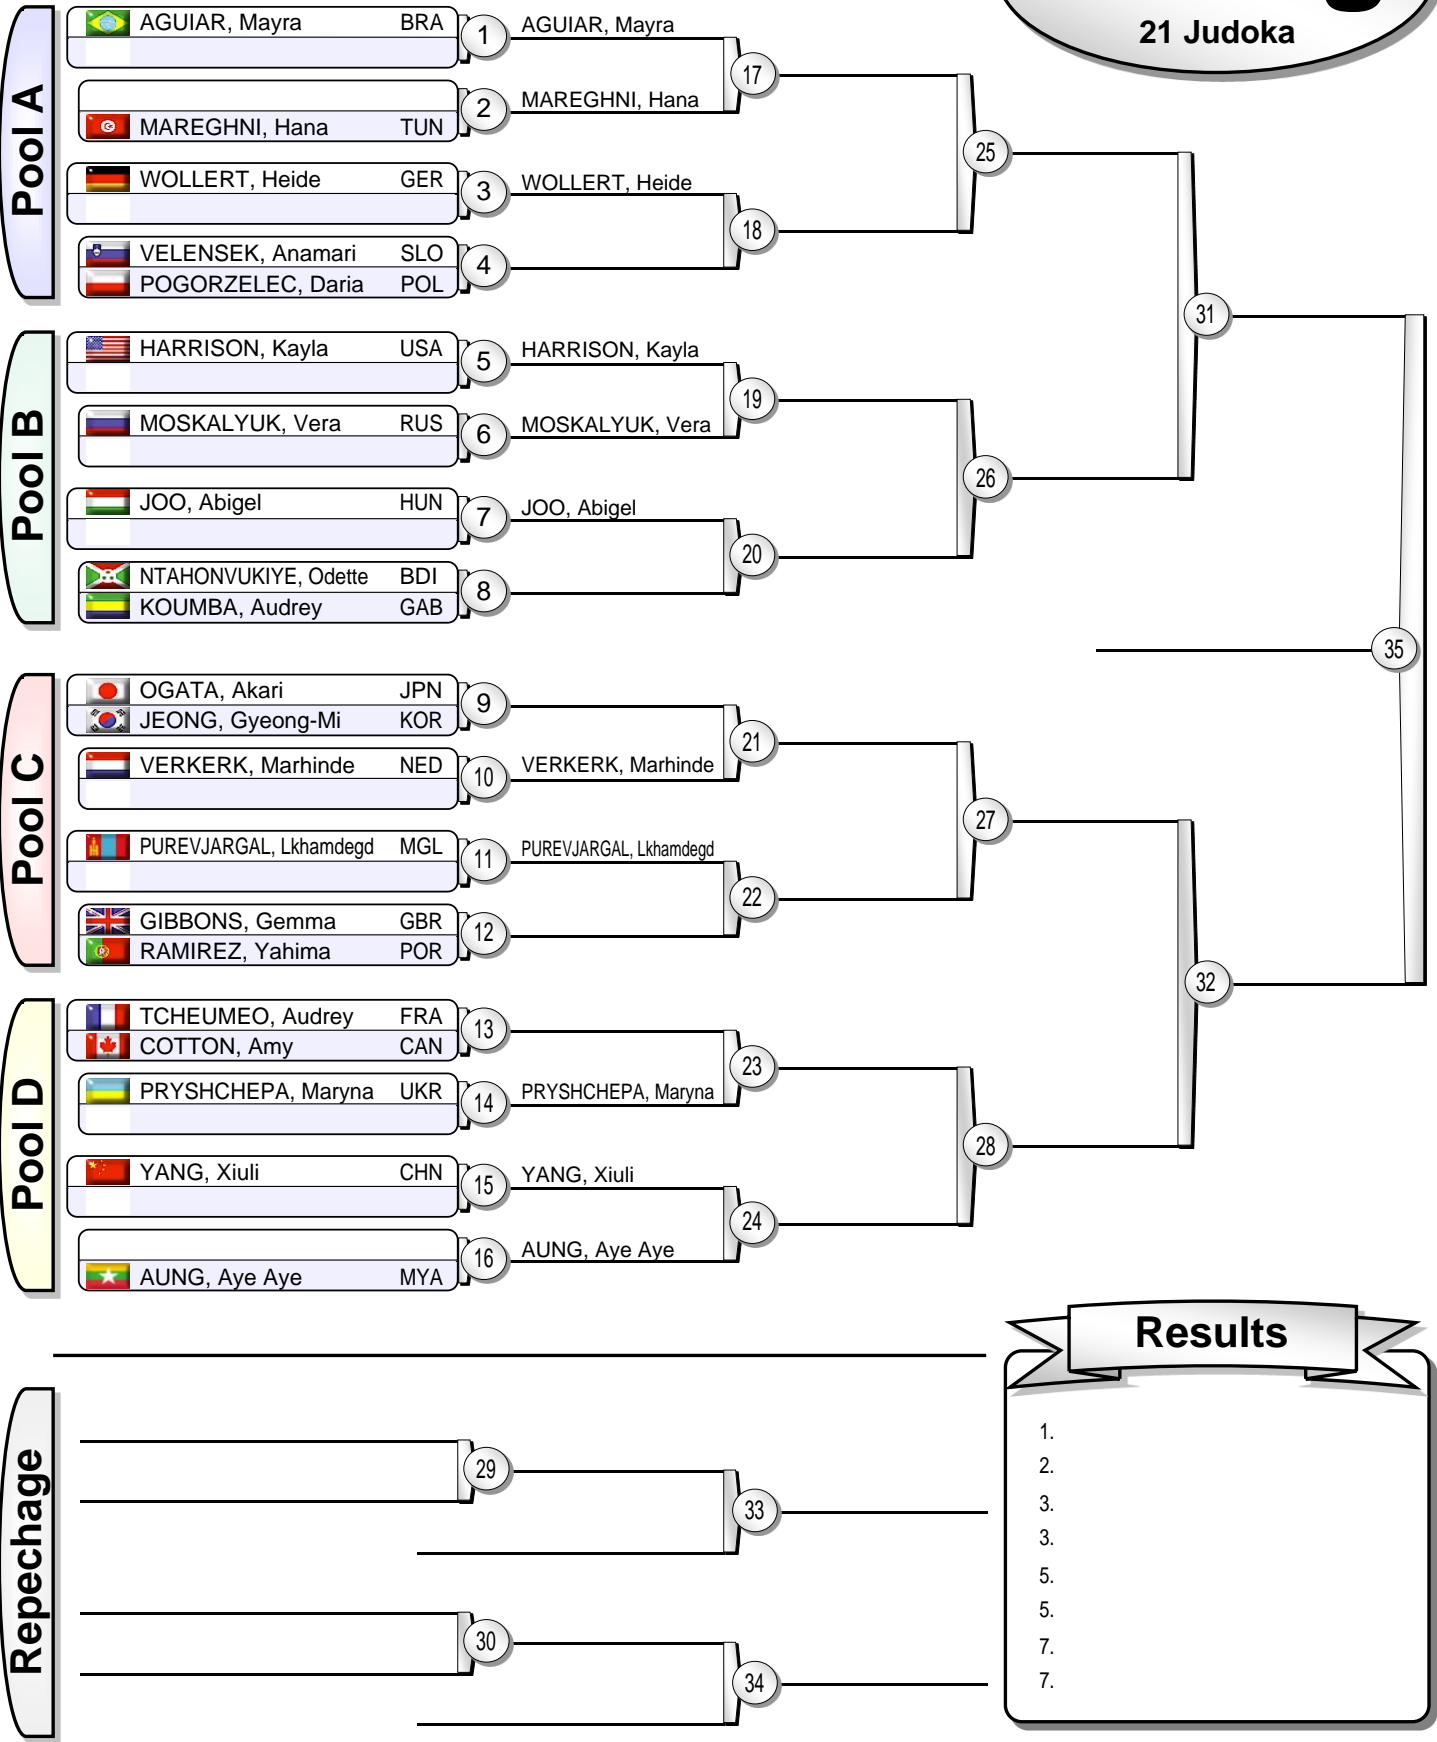 21 Judoka
Pool A
AGUIAR, Mayra BRA 1 AGUIAR, Mayra
17
2 MAREGHNI, Hana
MAREGHNI, Hana TUN
25
WOLLERT, Heide GER 3 WOLLERT, Heide
18
VELENSEK, Anamari SLO 4
POGORZELEC, Daria POL
31
Pool B
HARRISON, Kayla USA 5 HARRISON, Kayla
19
MOSKALYUK, Vera RUS 6 MOSKALYUK, Vera
26
JOO, Abigel HUN 7 JOO, Abigel
20
NTAHONVUKIYE, Odette BDI 8
KOUMBA, Audrey GAB
35
Pool C
OGATA, Akari JPN 9
JEONG, Gyeong-Mi KOR
21
VERKERK, Marhinde NED 10 VERKERK, Marhinde
27
PUREVJARGAL, Lkhamdegd MGL 11 PUREVJARGAL, Lkhamdegd
22
GIBBONS, Gemma GBR 12
RAMIREZ, Yahima POR
32
Pool D
TCHEUMEO, Audrey FRA 13
COTTON, Amy CAN
23
PRYSHCHEPA, Maryna UKR 14 PRYSHCHEPA, Maryna
28
YANG, Xiuli CHN 15 YANG, Xiuli
24
16 AUNG, Aye Aye
AUNG, Aye Aye MYA
Repechage
29
33
30
34
Results
1.
2.
3.
3.
5.
5.
7.
7.